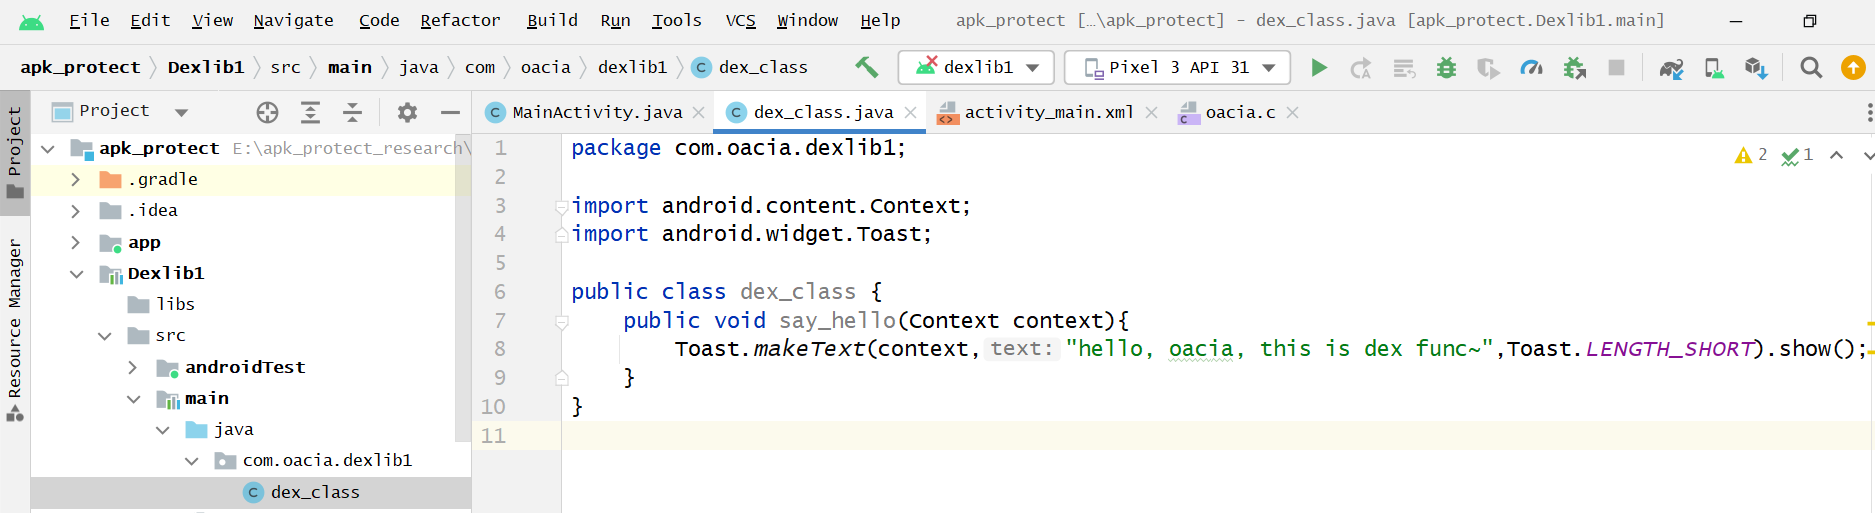 File Edit View Navigate Code Refactor Build Run Tools VCS Window Help apk_protect […\apk_protect] - dex_class.java [apk_protect.Dexlib1.main]
apk_protect Dexlib1 src main java com oacia dexlib1 dex_class dexlib1 Pixel 3 API 31
Project
MainActivity.java dex_class.java activity_main.xml oacia.c
Project
Resource Manager
apk_protect E:\apk_protect_research\
.gradle
.idea
app
Dexlib1
libs
src
androidTest
main
java
com.oacia.dexlib1
dex_class
2 1
1 package com.oacia.dexlib1;
2
3 import android.content.Context;
4 import android.widget.Toast;
5
6 public class dex_class {
7 public void say_hello(Context context){
8 Toast.makeText(context, text: "hello, oacia, this is dex func~",Toast.LENGTH_SHORT).show();
9 }
10 }
11